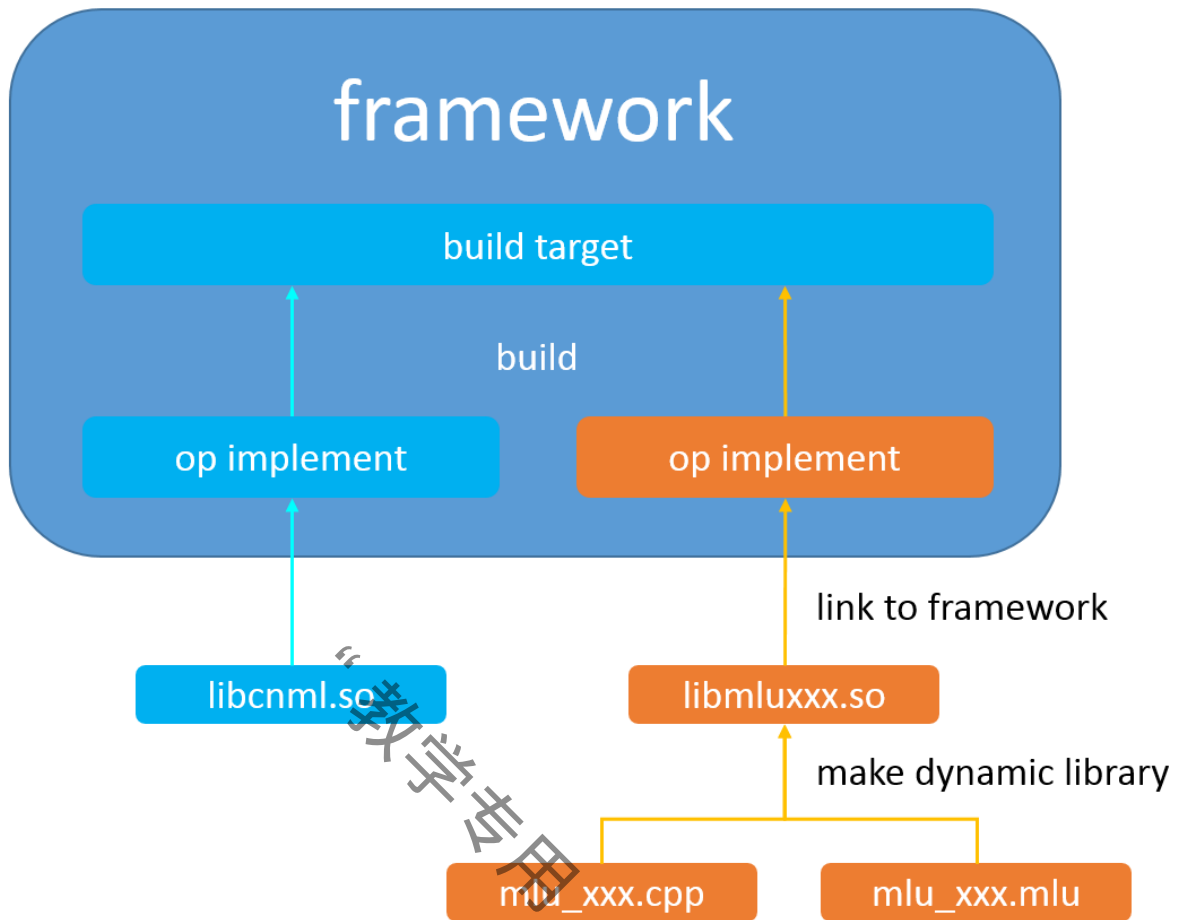 framework
build target
build
op implement
op implement
link to framework
libcnml.so
libmluxxx.so
“教学专用
make dynamic library
mlu_xxx.cpp
mlu_xxx.mlu